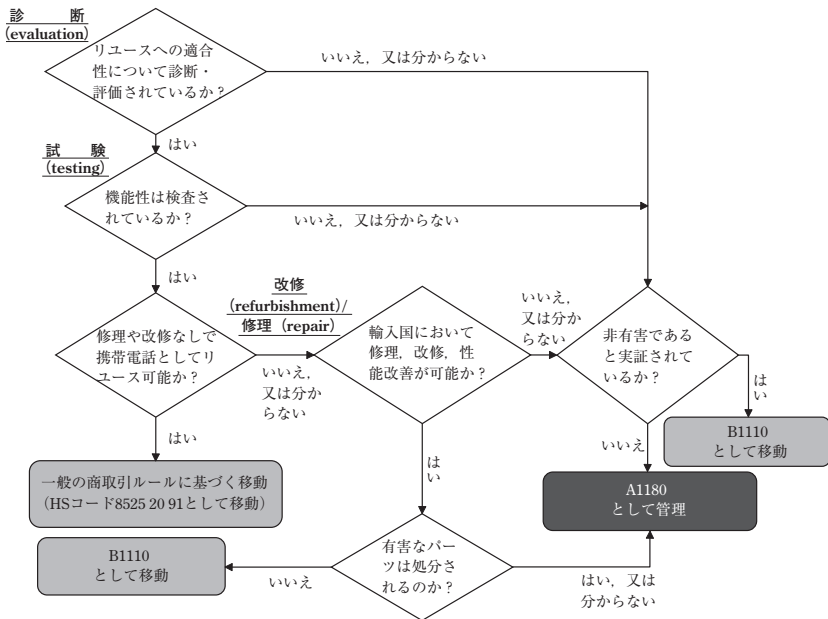 診　断
(evaluation)
リユースへの適合
性について診断・
評価されているか？
いいえ，又は分からない
はい
試　験
(testing)
機能性は検査さ
れているか？
いいえ，又は分からない
はい
改修
(refurbishment)/
修理（repair）
修理や改修なしで
携帯電話としてリ
ユース可能か？
いいえ，
又は分か
らない
輸入国において
修理，改修，性
能改善が可能か？
いいえ，
又は分か
らない
非有害である
と実証されて
いるか？
はい
B1110
として移動
はい
はい
いいえ
一般の商取引ルールに基づく移動
（HSコード8525 20 91として移動）
A1180
として管理
有害なパー
ツは処分さ
れるのか？
B1110
として移動
いいえ
はい，又は
分からない